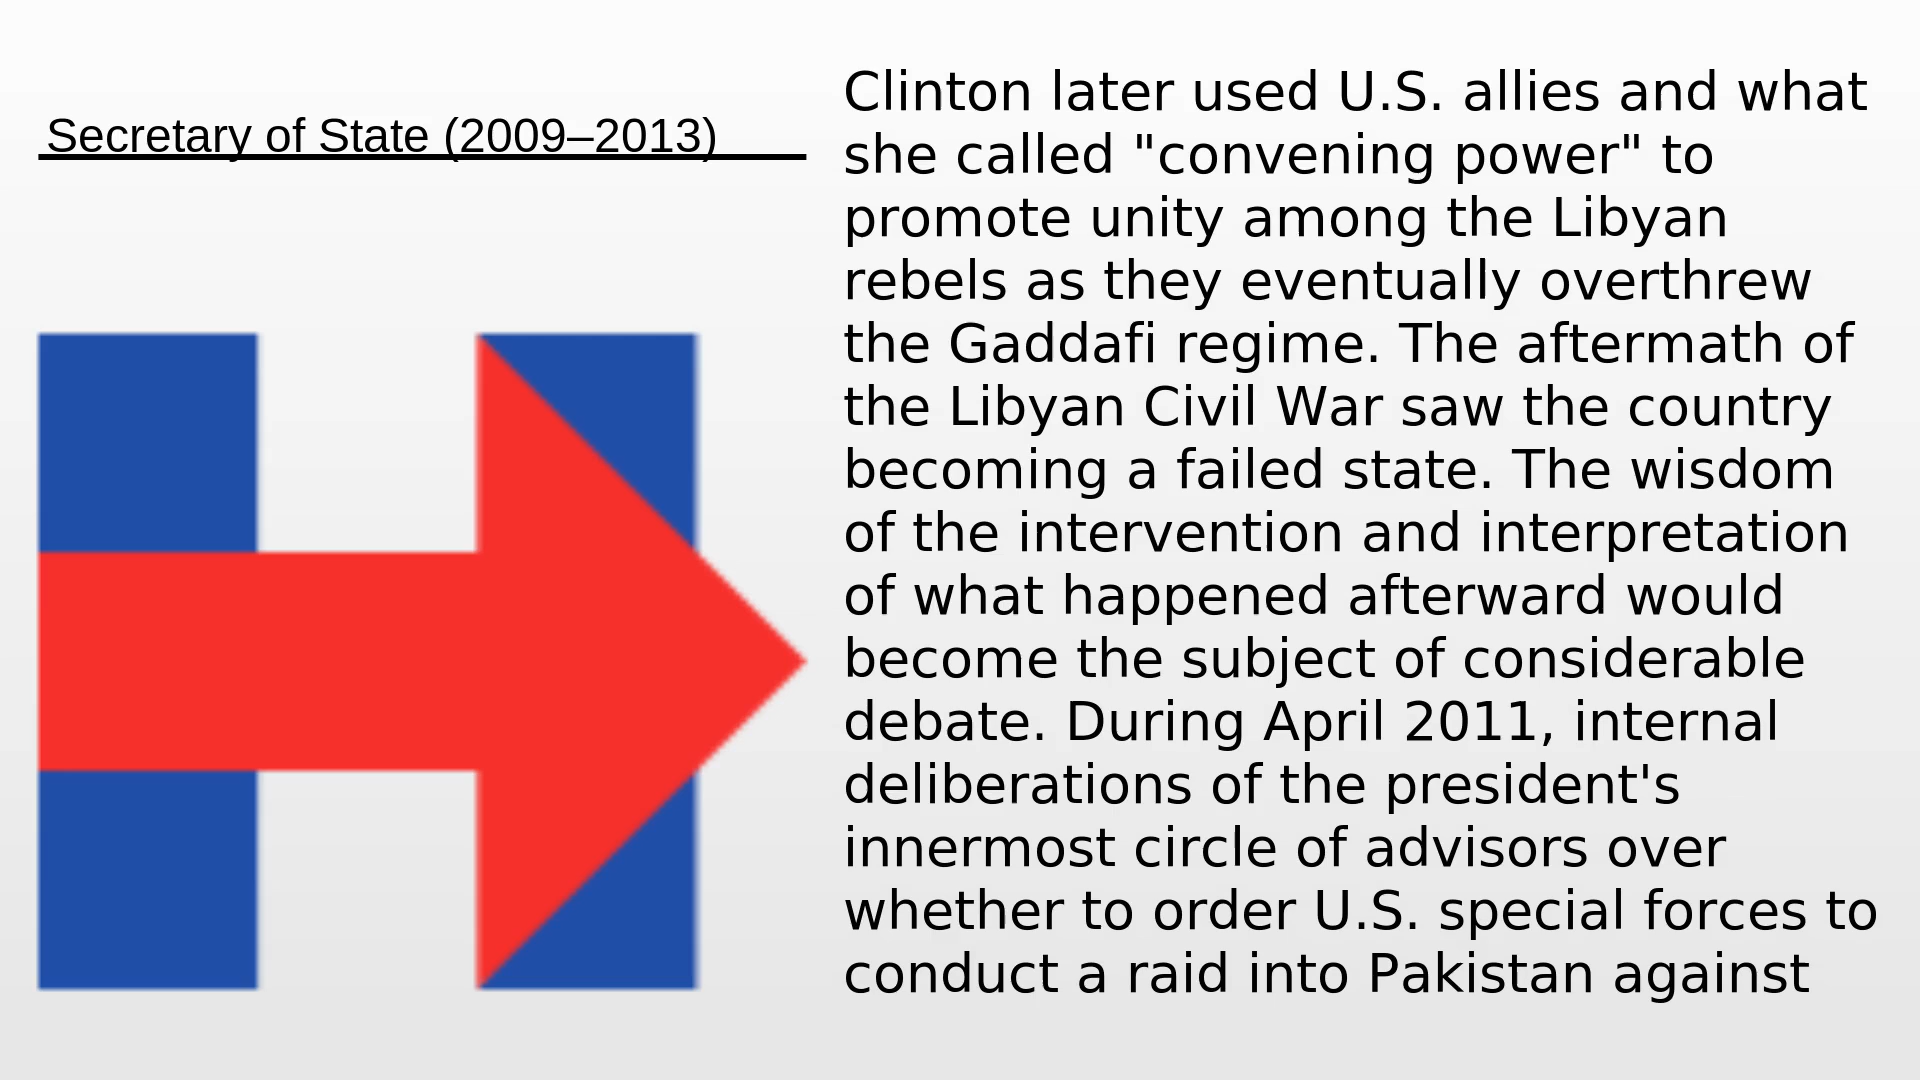 Secretary of State (2009–2013)
Clinton later used U.S. allies and what
she called "convening power" to
promote unity among the Libyan
rebels as they eventually overthrew
the Gaddafi regime. The aftermath of
the Libyan Civil War saw the country
becoming a failed state. The wisdom
of the intervention and interpretation
of what happened afterward would
become the subject of considerable
debate. During April 2011, internal
deliberations of the president's
innermost circle of advisors over
whether to order U.S. special forces to
conduct a raid into Pakistan against